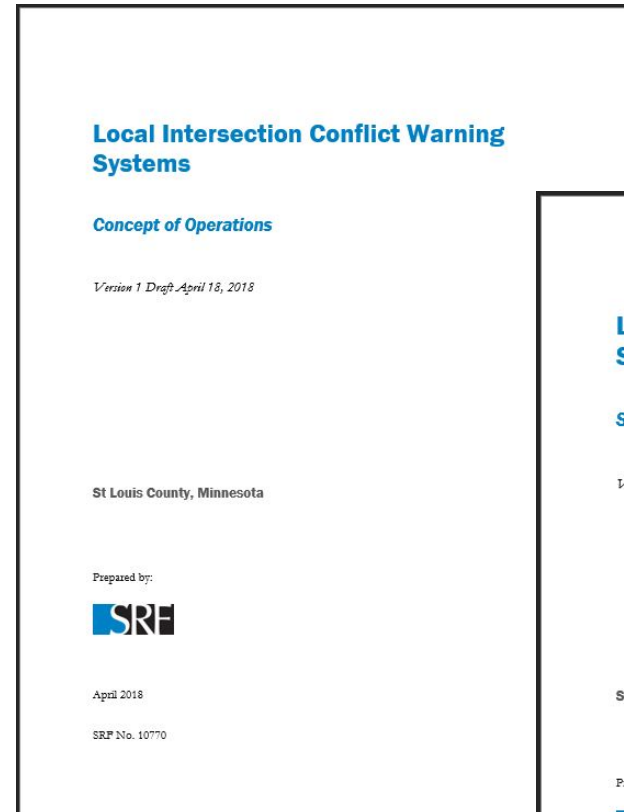 Local Intersection Conflict Warning
Systems
Concept of Operations
Version 1 Draft April 18, 2018
St Louis County, Minnesota
Prepared by:
SRF
April 2018
SRF No. 10770
L
S
S
V
S
P